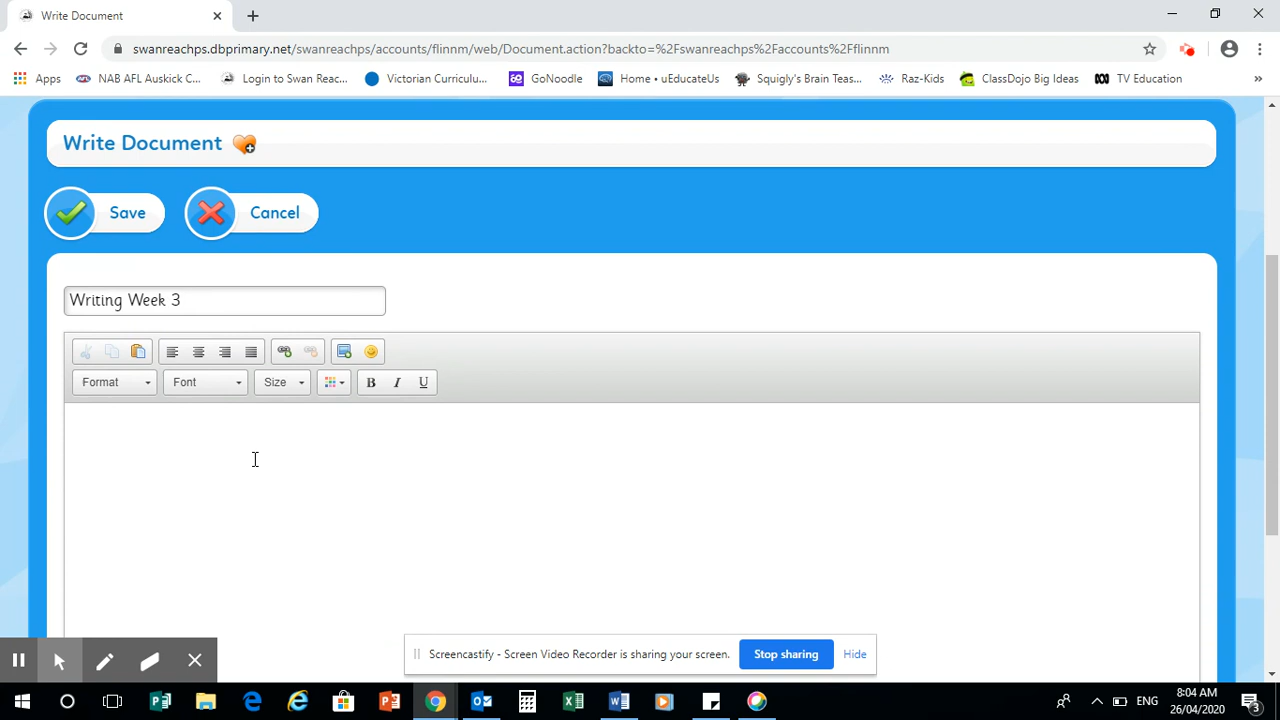 Write Document
swanreachps.dbprimary.net/swanreachps/accounts/flinnm/web/Document.action?backto=%2Fswanreachps%2Faccounts%2Fflinnm
Apps NAB AFL Auskick C... Login to Swan Reac... Victorian Curriculu... GoNoodle Home • uEducateUs Squigly's Brain Teas... Raz-Kids ClassDojo Big Ideas TV Education »
Write Document
Save Cancel
Writing Week 3
Format Font Size B I U
Screencastify - Screen Video Recorder is sharing your screen. Stop sharing Hide
ENG 8:04 AM
26/04/2020 3